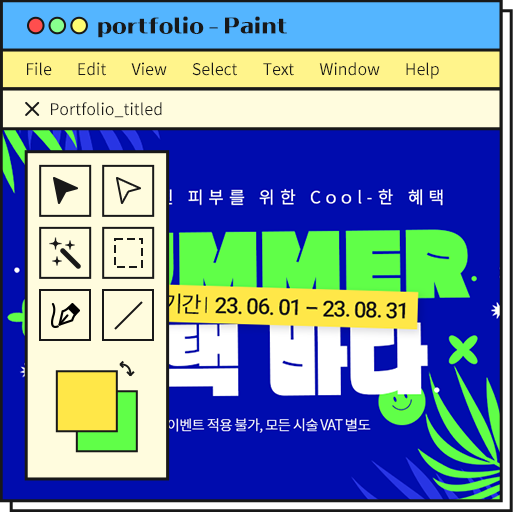 portfolio - Paint
File Edit View Select Text Window Help
Portfolio_titled
피부를 위한 Cool-한 혜택
UMMER
기간 | 23. 06. 01 – 23. 08. 31
택 바다
이벤트 적용 불가, 모든 시술 VAT 별도